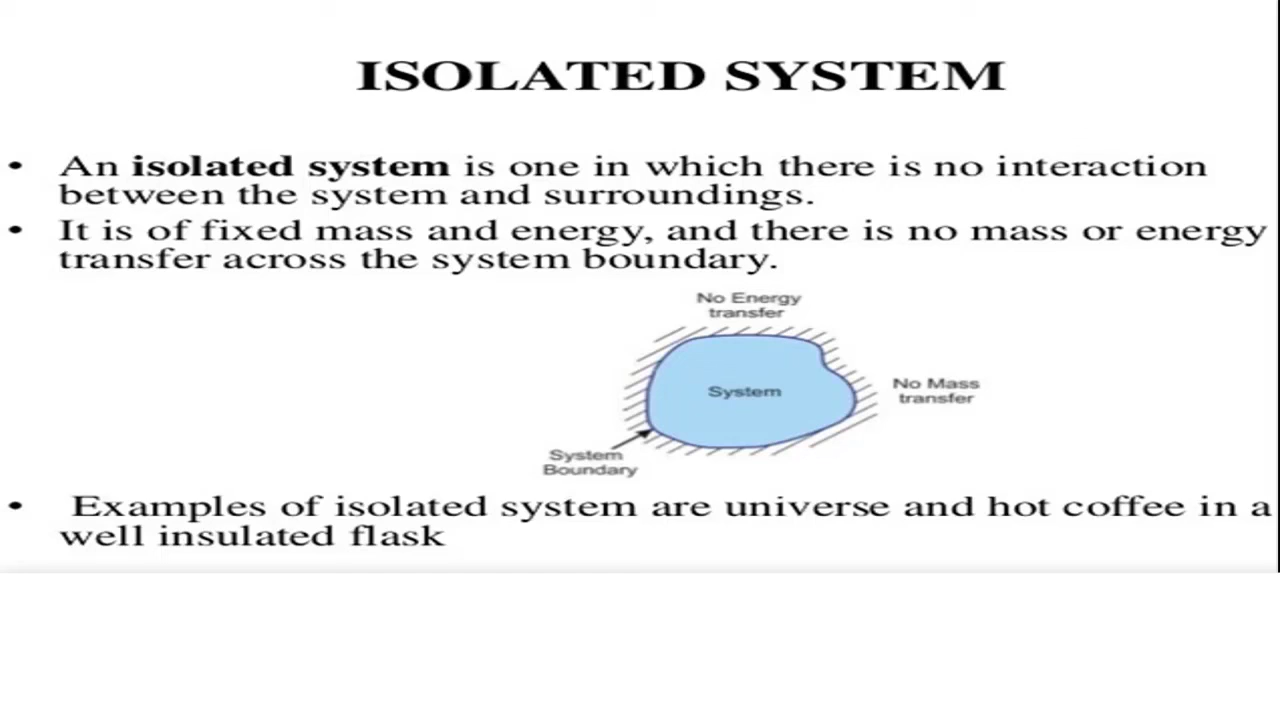 ISOLATED SYSTEM
• An isolated system is one in which there is no interaction
between the system and surroundings.
• It is of fixed mass and energy, and there is no mass or energy
transfer across the system boundary.
No Energy
transfer
System
No Mass
transfer
System
Boundary
• Examples of isolated system are universe and hot coffee in a
well insulated flask